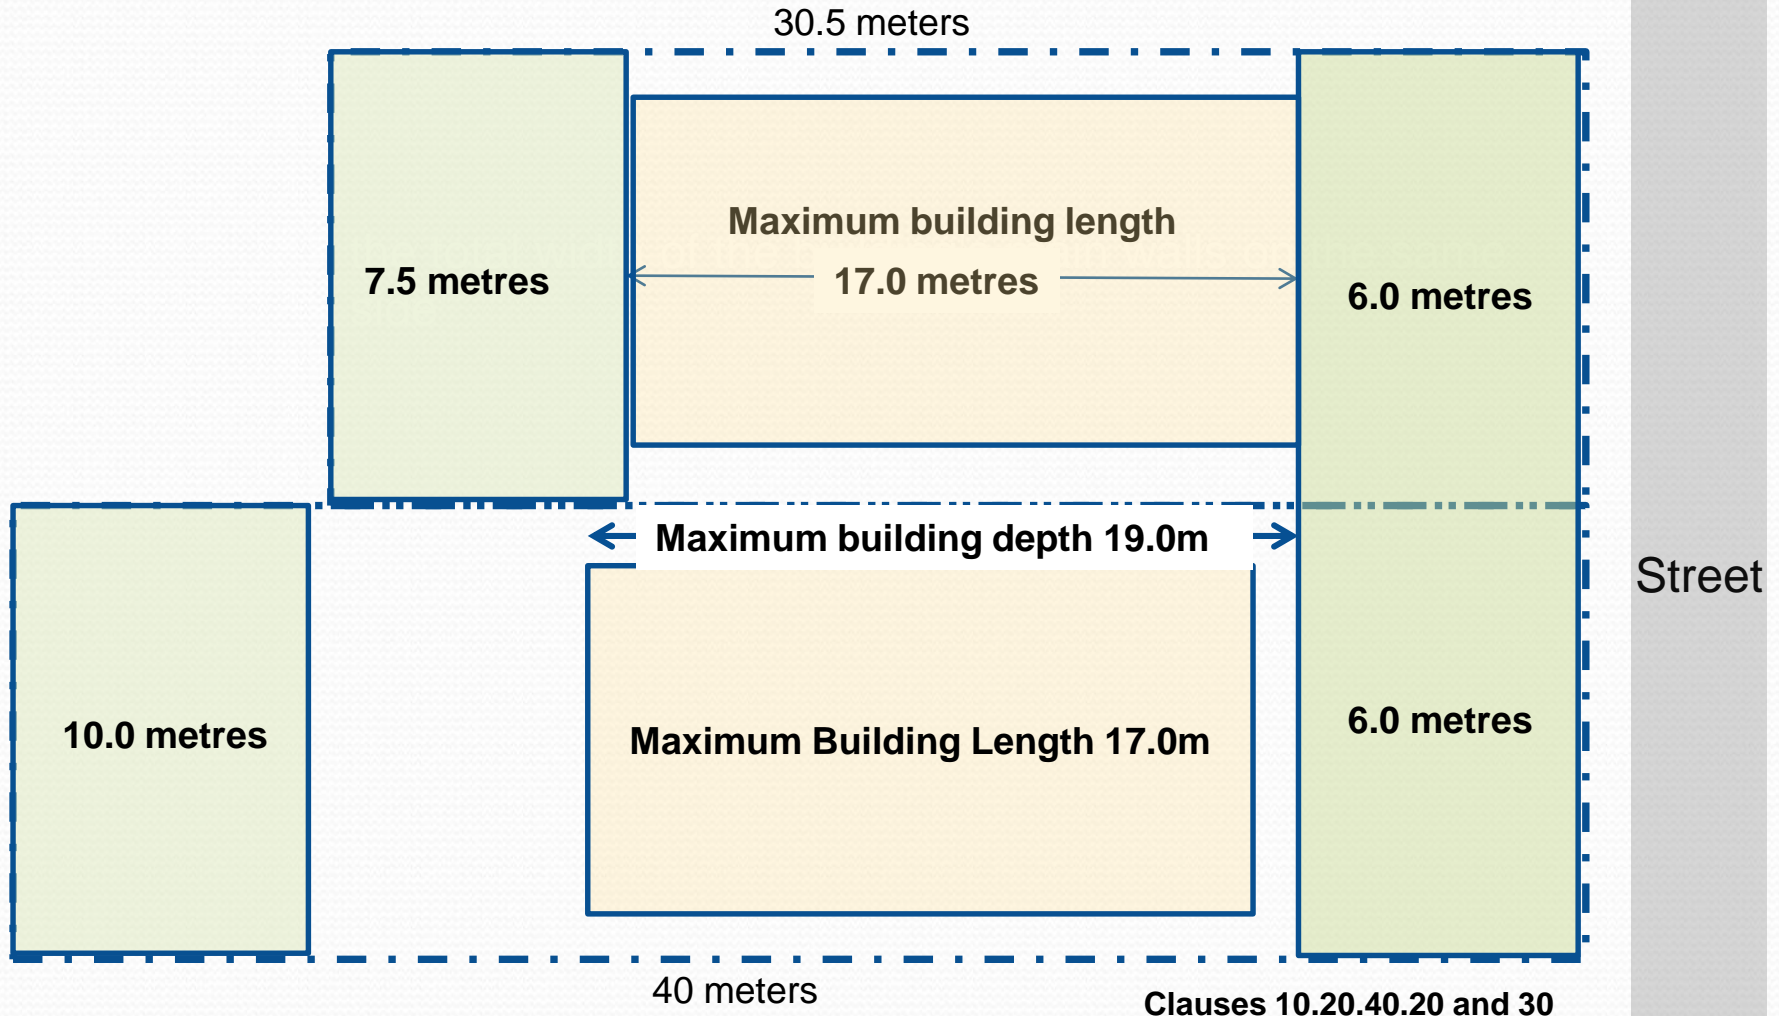 30.5 meters
Maximum building length
7.5 metres
17.0 metres
6.0 metres
Maximum building depth 19.0m
Street
10.0 metres
Maximum Building Length 17.0m
6.0 metres
40 meters
Clauses 10.20.40.20 and 30